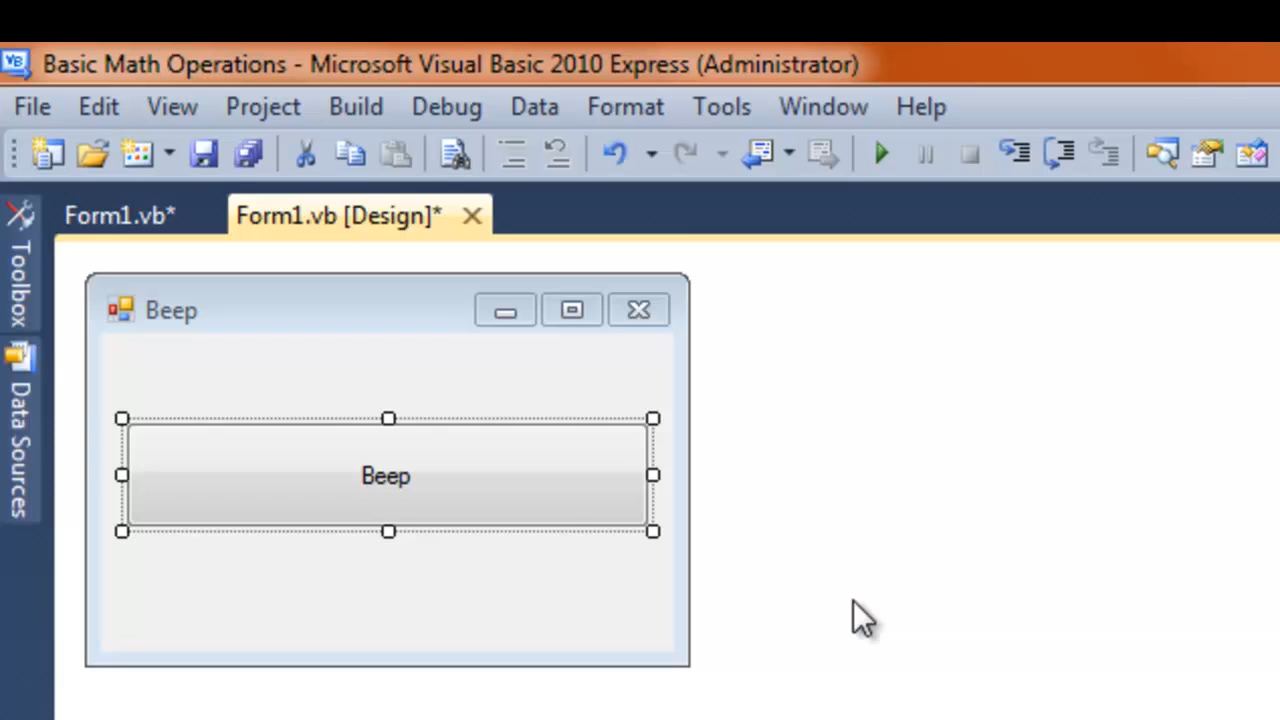 Basic Math Operations - Microsoft Visual Basic 2010 Express (Administrator)
File Edit View Project Build Debug Data Format Tools Window Help
Form1.vb* Form1.vb [Design]*
Toolbox
Data Sources
Beep
Beep